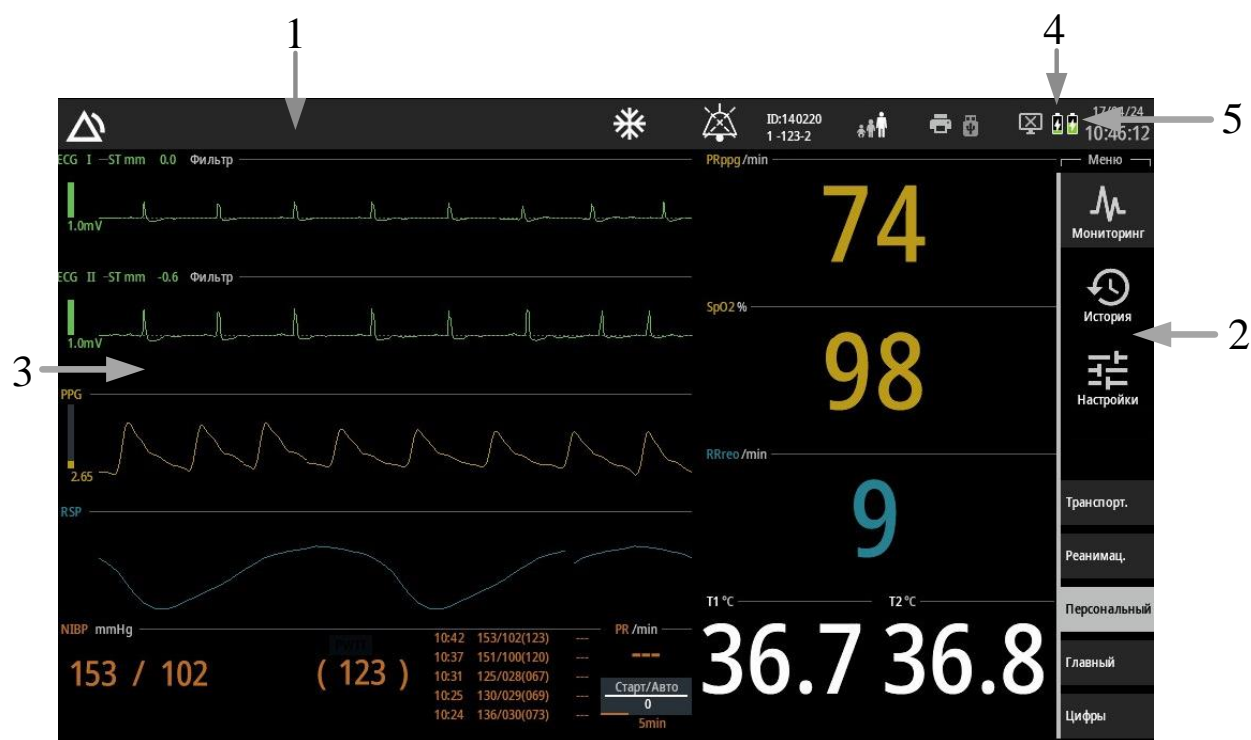 1
4
ID:140220
1 -123-2
17/01/24
10:46:12
5
ECG I ST mm 0.0 Фильтр
1.0mV
ECG II ST mm -0.6 Фильтр
1.0mV
3
PPG
2.65
RSP
NIBP mmHg
153 / 102 ( 123 )
10:42 153/102(123) ---
10:37 151/100(120) ---
10:31 125/028(067) ---
10:25 130/029(069) ---
10:24 136/030(073) ---
PR /min
---
Старт/Авто
0
5min
PRppg /min
74
SpO2 %
98
RRreo /min
9
T1 °C T2 °C
36.7 36.8
Меню
Мониторинг
История
2
Настройки
Транспорт.
Реанимац.
Персональный
Главный
Цифры